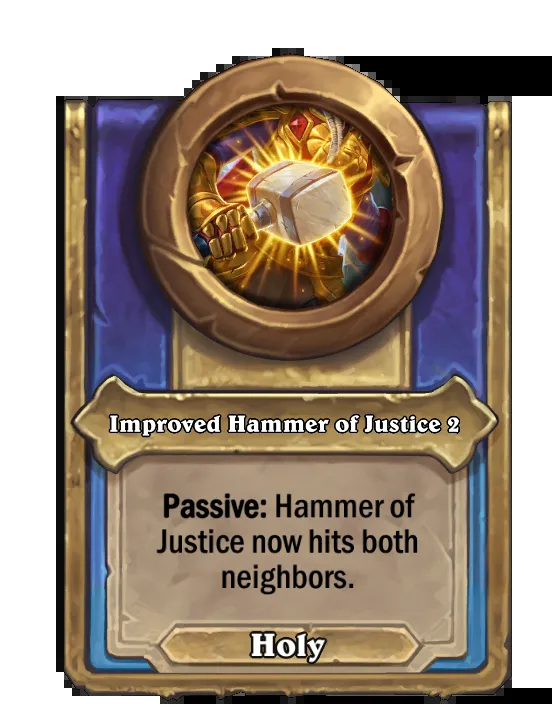 Improved Hammer of Justice 2
Passive: Hammer of
Justice now hits both
neighbors.
Holy